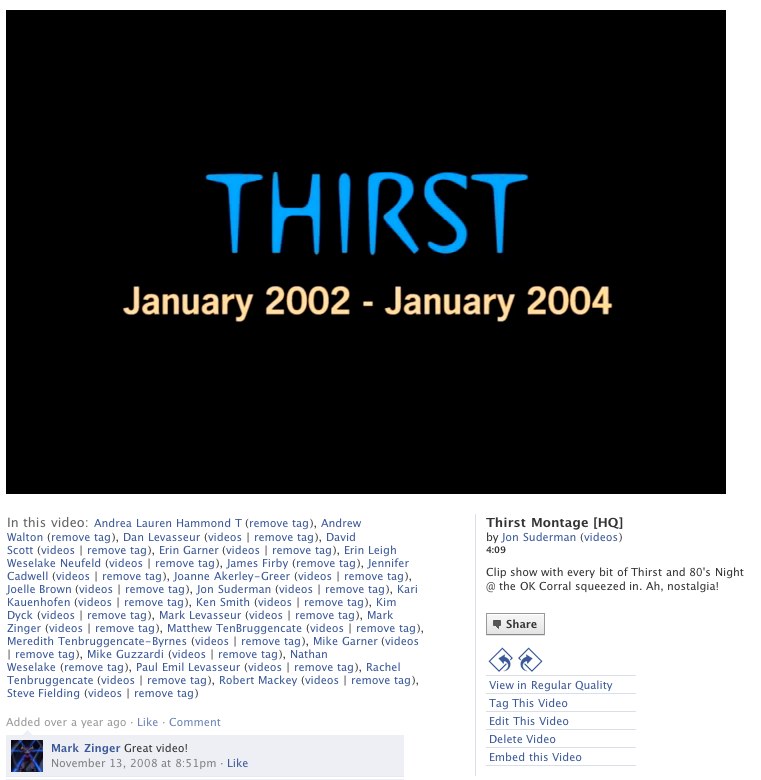 THIRST
January 2002 - January 2004
In this video: Andrea Lauren Hammond T (remove tag), Andrew
Walton (remove tag), Dan Levasseur (videos | remove tag), David
Scott (videos | remove tag), Erin Garner (videos | remove tag), Erin Leigh
Weselake Neufeld (videos | remove tag), James Firby (remove tag), Jennifer
Cadwell (videos | remove tag), Joanne Akerley-Greer (videos | remove tag),
Joelle Brown (videos | remove tag), Jon Suderman (videos | remove tag), Kari
Kauenhofen (videos | remove tag), Ken Smith (videos | remove tag), Kim
Dyck (videos | remove tag), Mark Levasseur (videos | remove tag), Mark
Zinger (videos | remove tag), Matthew TenBruggencate (videos | remove tag),
Meredith Tenbruggencate-Byrnes (videos | remove tag), Mike Garner (videos
| remove tag), Mike Guzzardi (videos | remove tag), Nathan
Weselake (remove tag), Paul Emil Levasseur (videos | remove tag), Rachel
Tenbruggencate (videos | remove tag), Robert Mackey (videos | remove tag),
Steve Fielding (videos | remove tag)
Added over a year ago · Like · Comment
Mark Zinger Great video!
November 13, 2008 at 8:51pm · Like
Thirst Montage [HQ]
by Jon Suderman (videos)
4:09
Clip show with every bit of Thirst and 80's Night
@ the OK Corral squeezed in. Ah, nostalgia!
Share
View in Regular Quality
Tag This Video
Edit This Video
Delete Video
Embed this Video